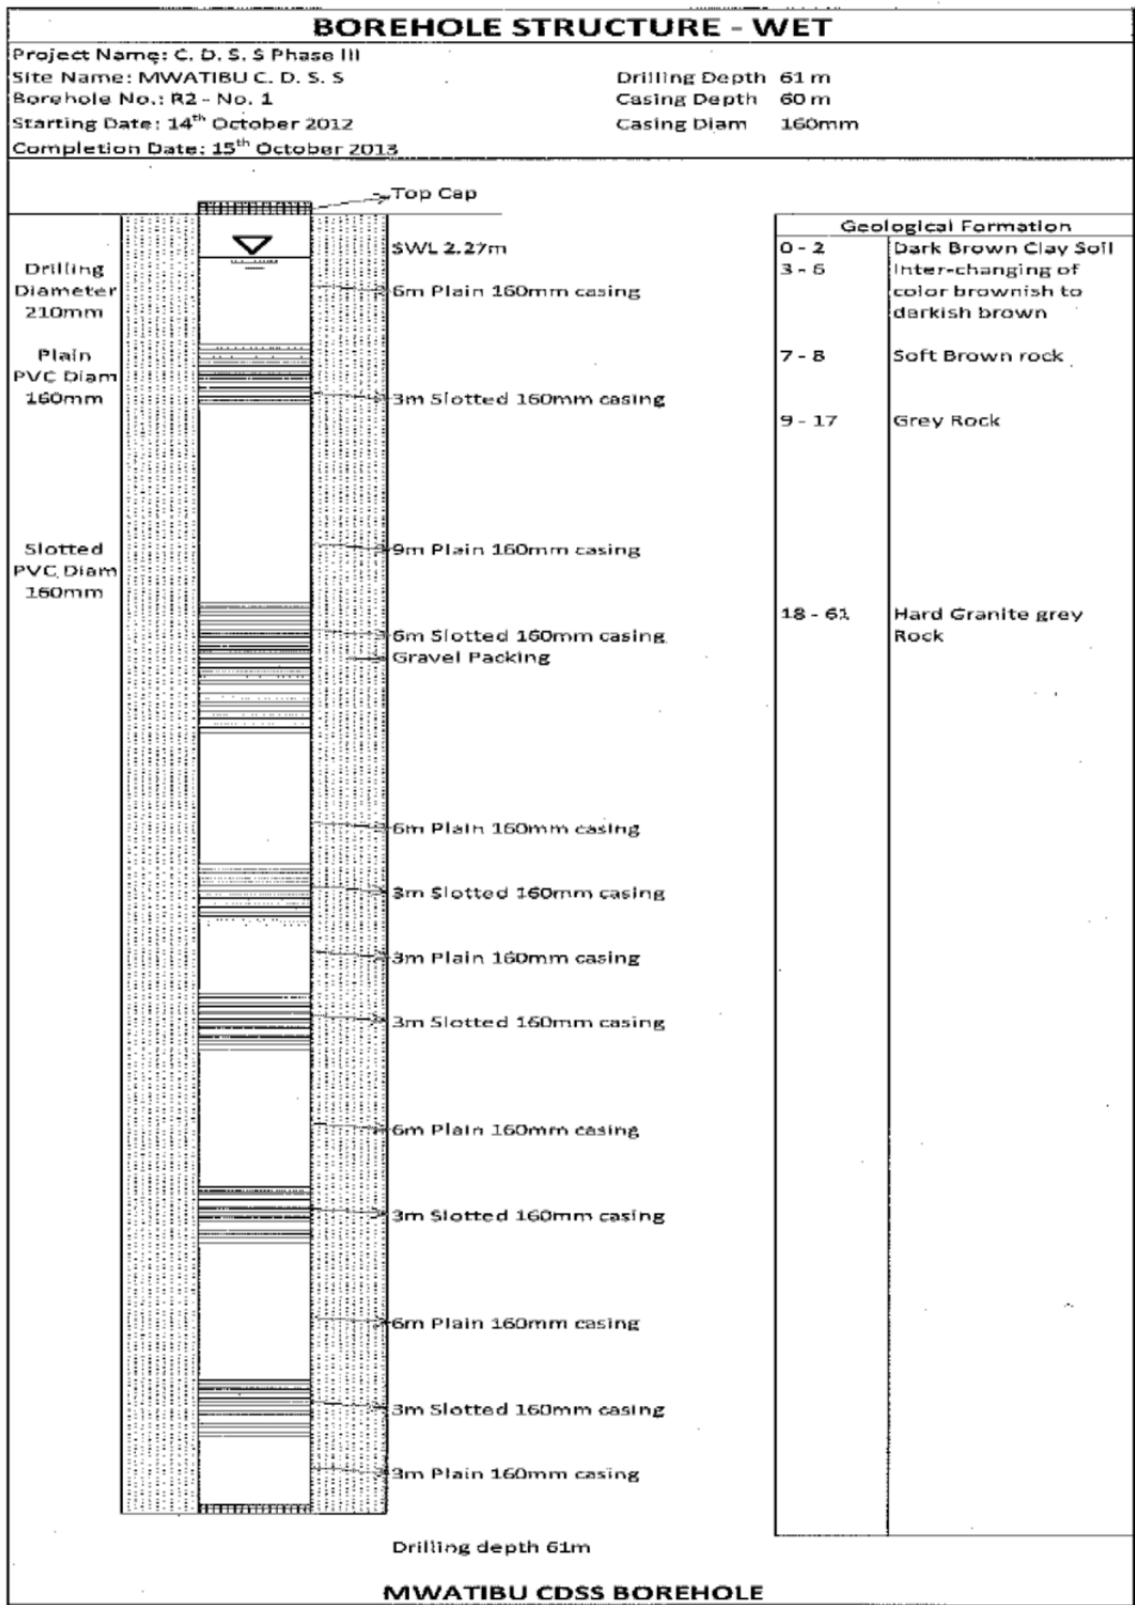 BOREHOLE STRUCTURE - WET
Project Name: C. D. S. S Phase III
Site Name: MWATIBU C. D. S. S
Drilling Depth 61 m
Borehole No.: R2 - No. 1
Casing Depth 60 m
Starting Date: 14th October 2012
Casing Diam 160mm
Completion Date: 15th October 2013
Top Cap
Geological Formation
SWL 2.27m
0 - 2 Dark Brown Clay Soil
Drilling
Diameter
210mm
3 - 6 Inter-changing of
color brownish to
darkish brown
6m Plain 160mm casing
Plain
PVC Diam
160mm
7 - 8 Soft Brown rock
3m Slotted 160mm casing
9 - 17 Grey Rock
9m Plain 160mm casing
Slotted
PVC Diam
160mm
18 - 61 Hard Granite grey
Rock
6m Slotted 160mm casing
Gravel Packing
6m Plain 160mm casing
3m Slotted 160mm casing
3m Plain 160mm casing
3m Slotted 160mm casing
6m Plain 160mm casing
3m Slotted 160mm casing
6m Plain 160mm casing
3m Slotted 160mm casing
3m Plain 160mm casing
Drilling depth 61m
MWATIBU CDSS BOREHOLE